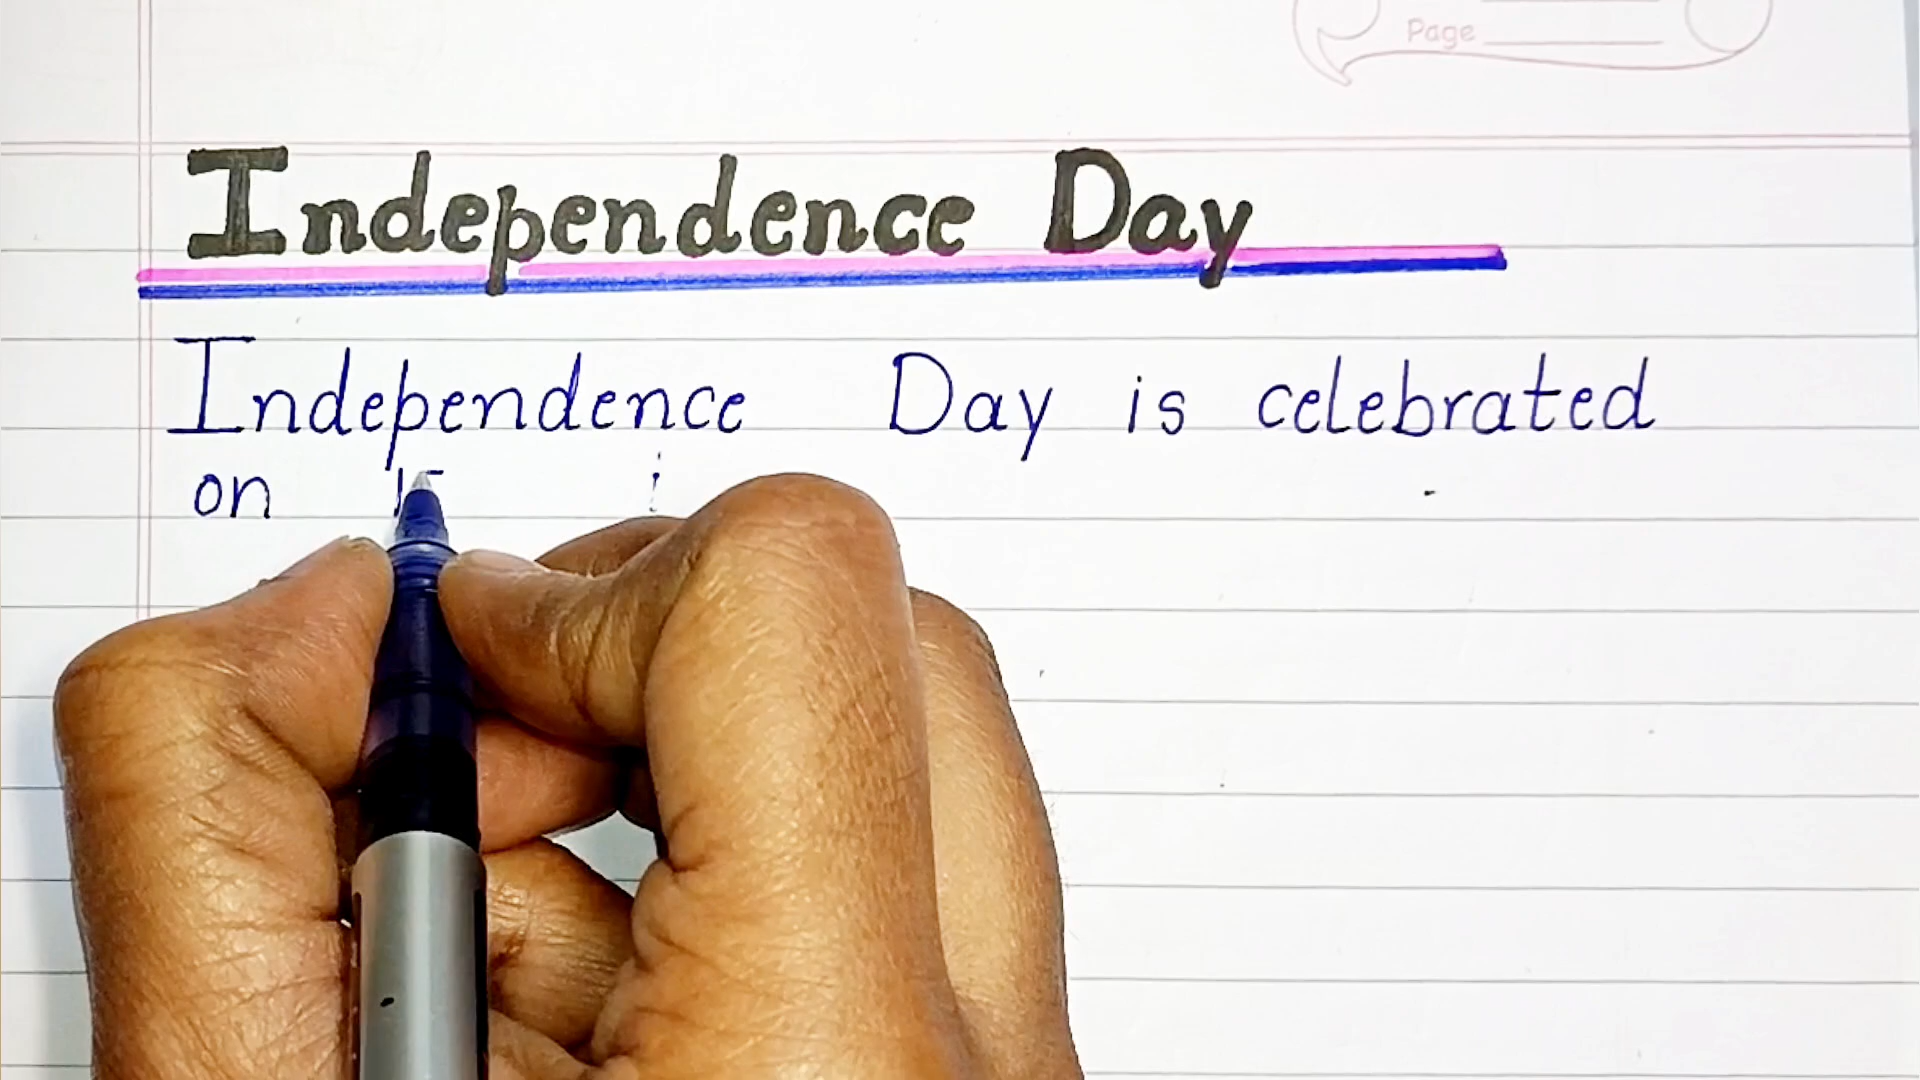 Page
Independence Day
Independence Day is celebrated
on